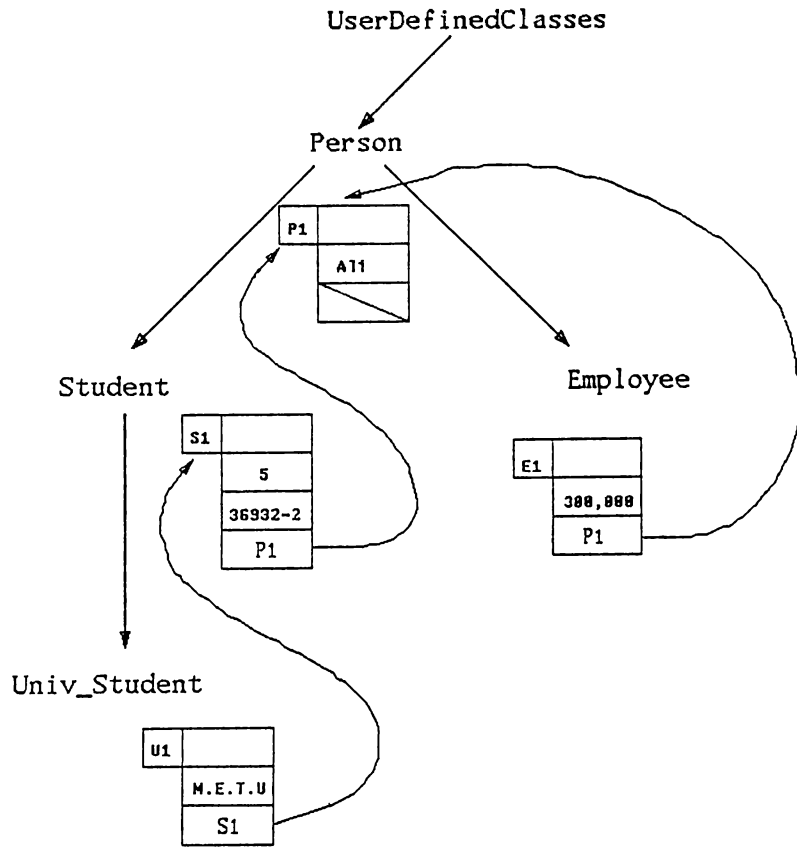 UserDefinedClasses
Person
P1
Ali
Student
Employee
S1
5
36932-2
P1
E1
300,000
P1
Univ_Student
U1
M.E.T.U
S1